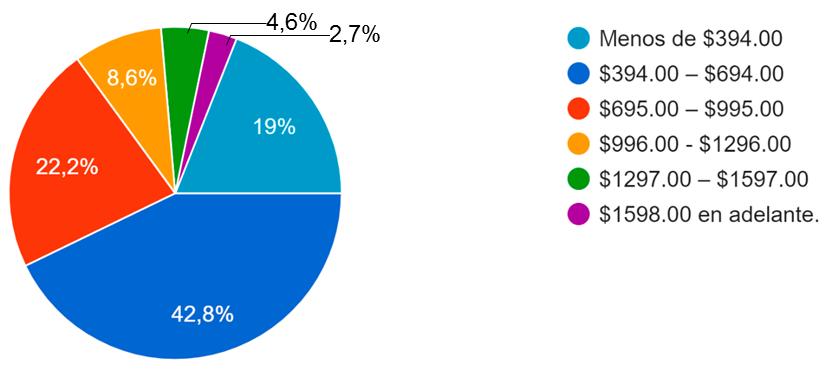 4,6%
2,7%
8,6%
19%
22,2%
42,8%
Menos de $394.00
$394.00 – $694.00
$695.00 – $995.00
$996.00 - $1296.00
$1297.00 – $1597.00
$1598.00 en adelante.